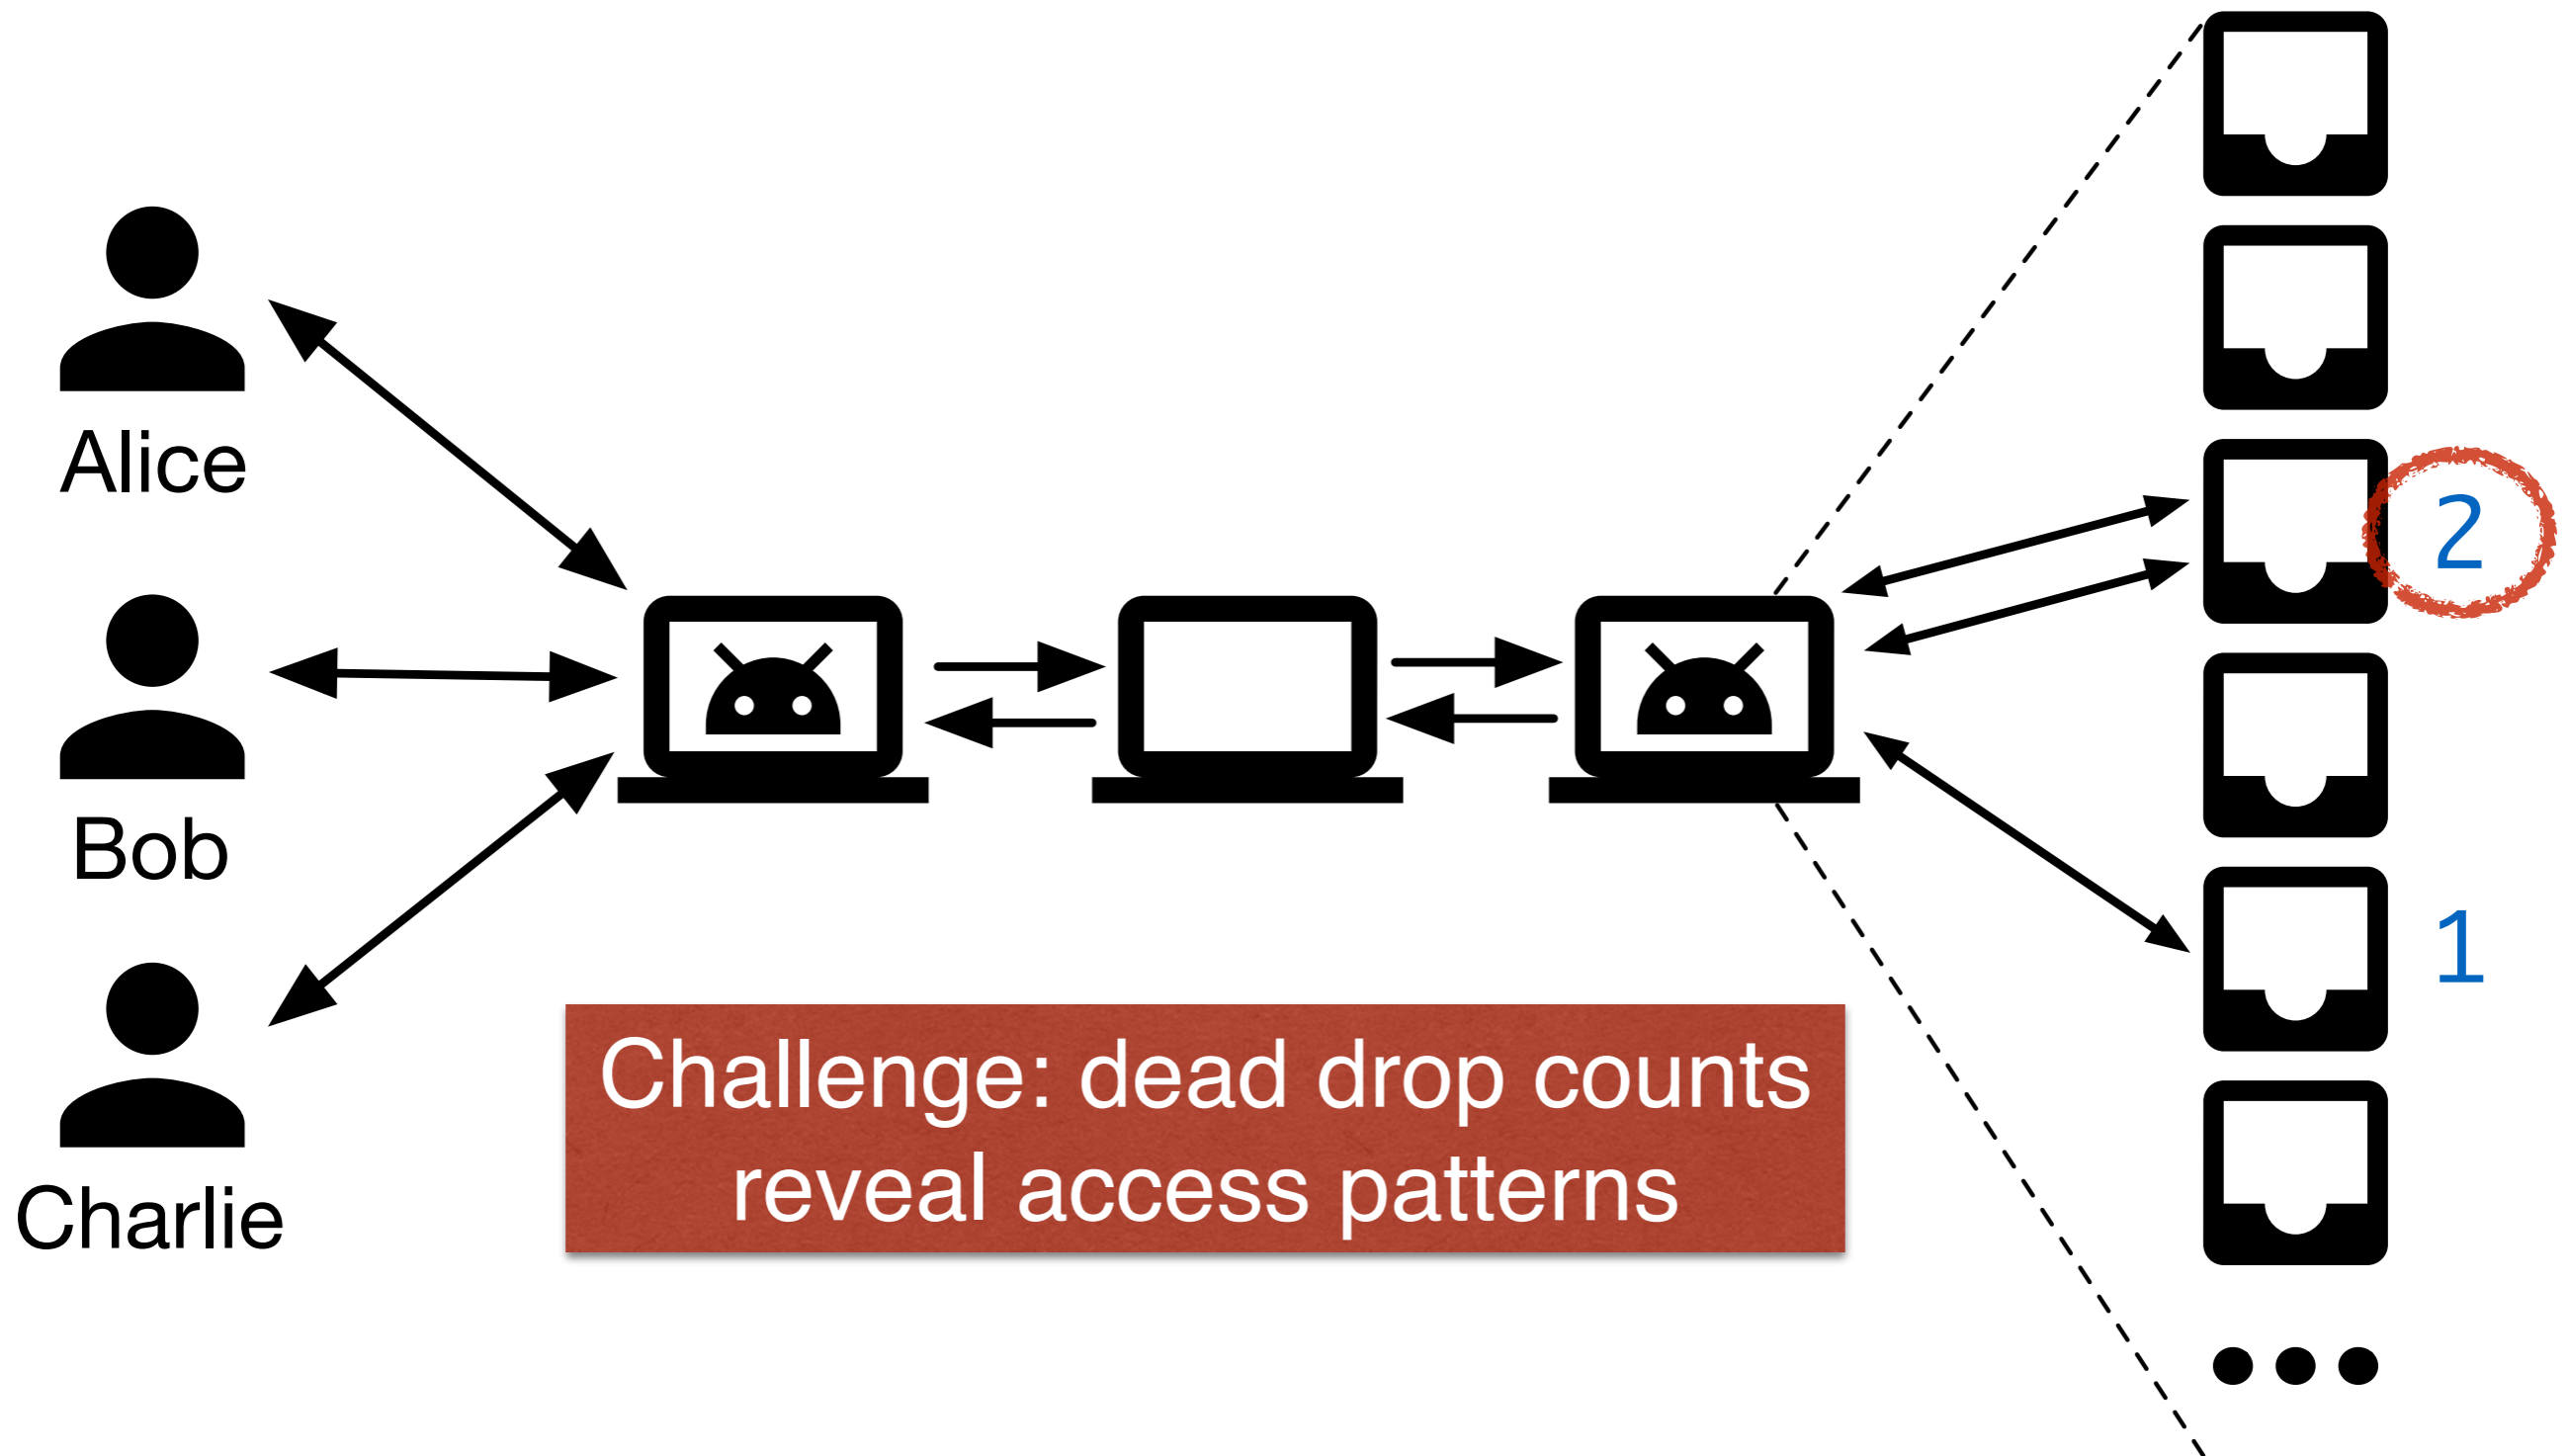 Alice
Bob
Charlie
2
1
Challenge: dead drop counts
reveal access patterns